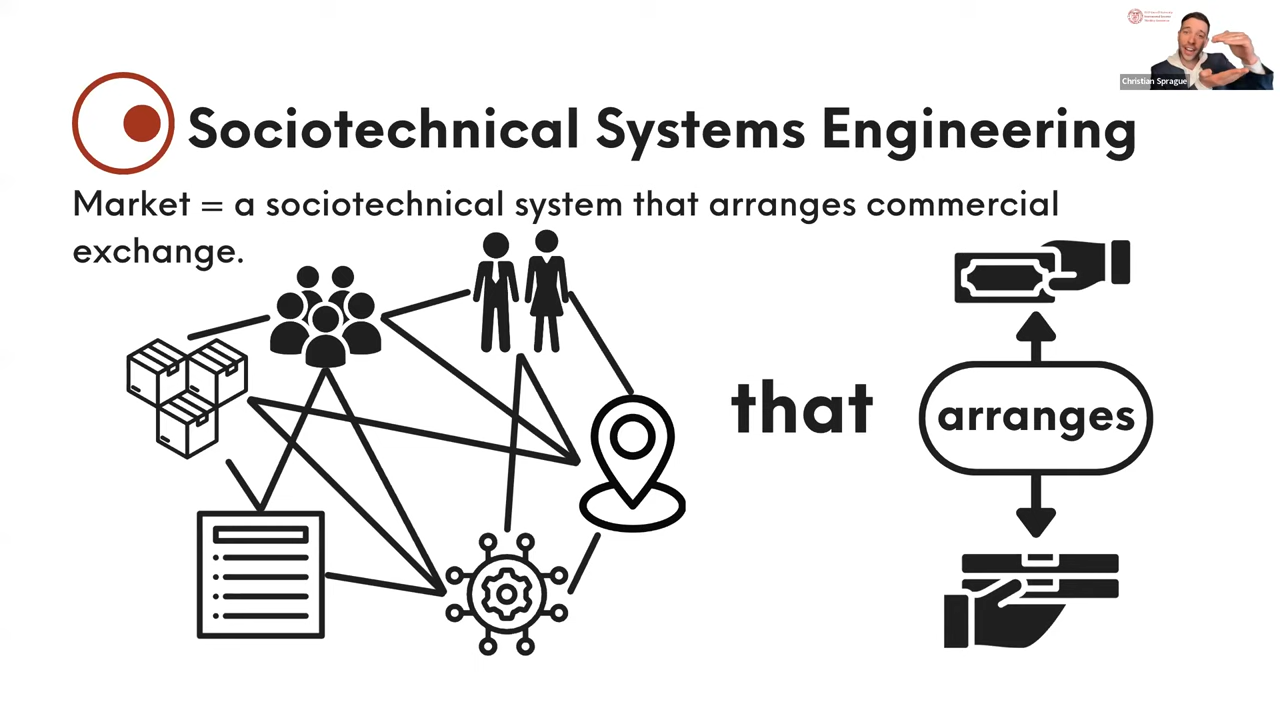 Christian Sprague
Sociotechnical Systems Engineering
Market = a sociotechnical system that arranges commercial
exchange.
that
arranges